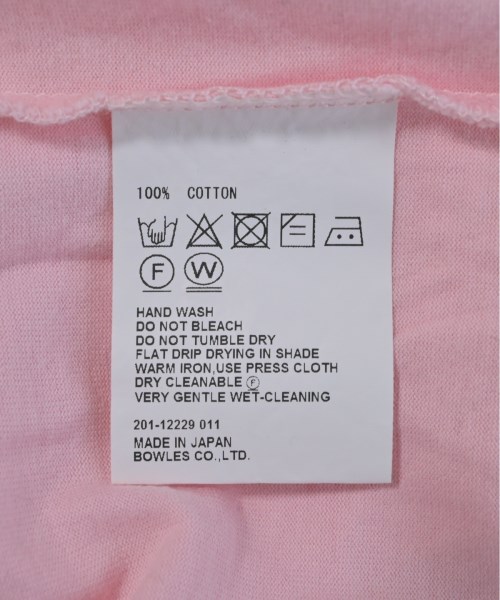 100% COTTON
F W
HAND WASH
DO NOT BLEACH
DO NOT TUMBLE DRY
FLAT DRIP DRYING IN SHADE
WARM IRON,USE PRESS CLOTH
DRY CLEANABLE Ⓕ
VERY GENTLE WET-CLEANING
201-12229 011
MADE IN JAPAN
BOWLES CO.,LTD.